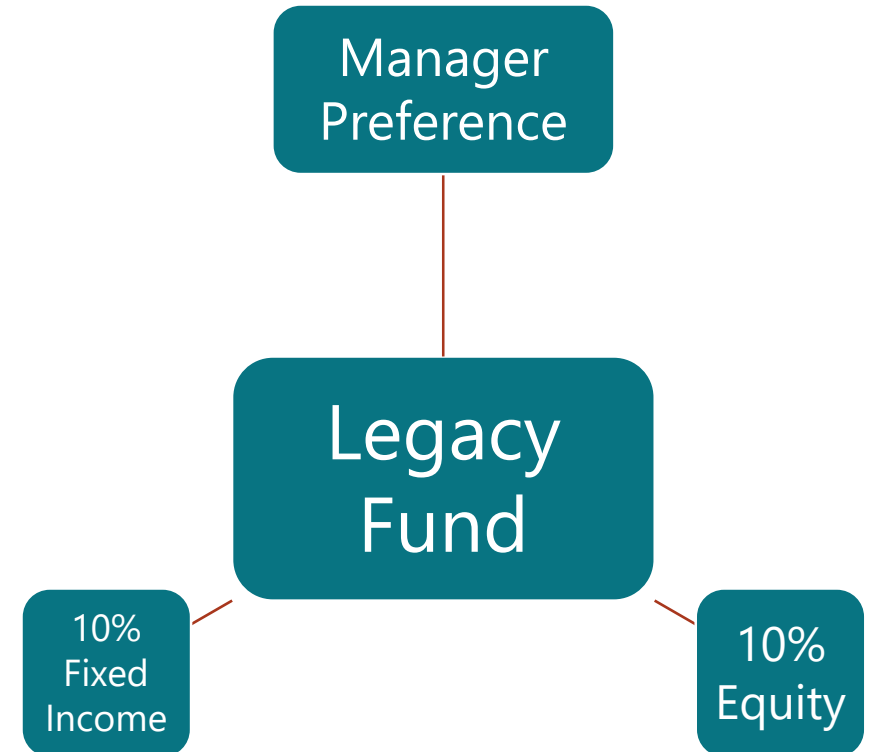 Manager
Preference
Legacy
Fund
10%
Fixed
Income
10%
Equity